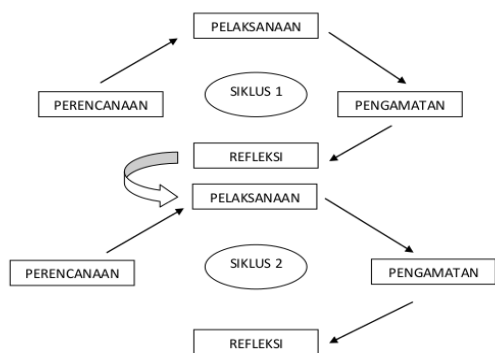 PELAKSANAAN
PERENCANAAN
SIKLUS 1
PENGAMATAN
REFLEKSI
PELAKSANAAN
PERENCANAAN
SIKLUS 2
PENGAMATAN
REFLEKSI